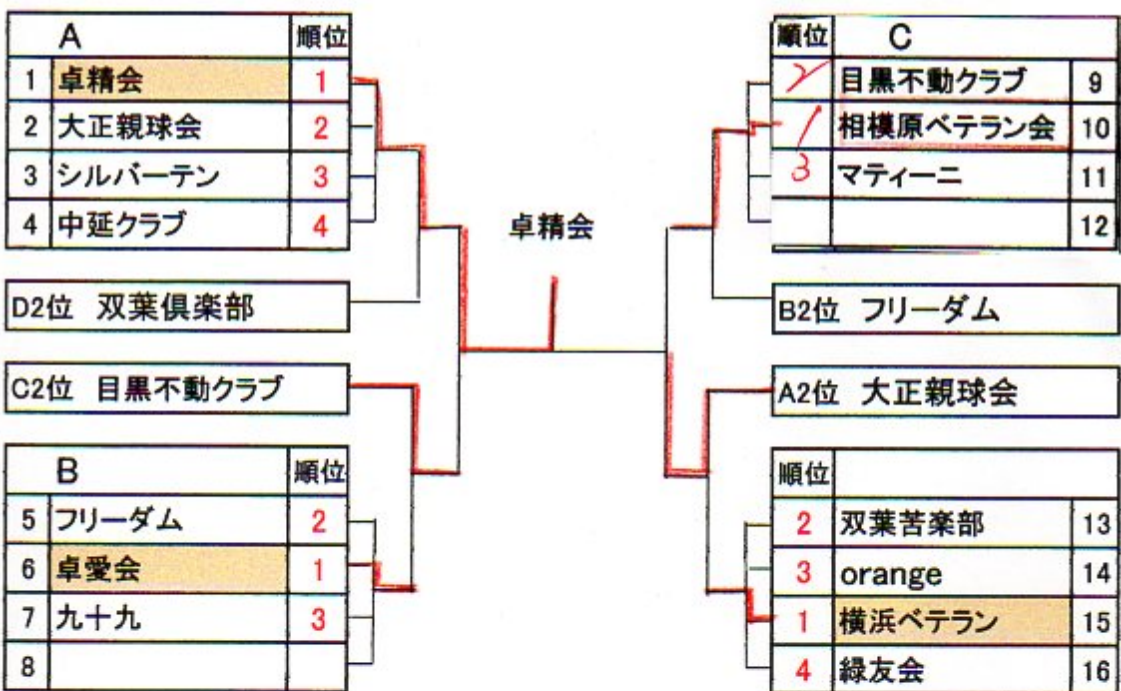 A 順位
1 卓精会 1
2 大正親球会 2
3 シルバーテン 3
4 中延クラブ 4
D2位 双葉倶楽部
C2位 目黒不動クラブ
B 順位
5 フリーダム 2
6 卓愛会 1
7 九十九 3
8
卓精会
順位 C
2 目黒不動クラブ 9
1 相模原ベテラン会 10
3 マティーニ 11
12
B2位 フリーダム
A2位 大正親球会
順位
2 双葉苦楽部 13
3 orange 14
1 横浜ベテラン 15
4 緑友会 16